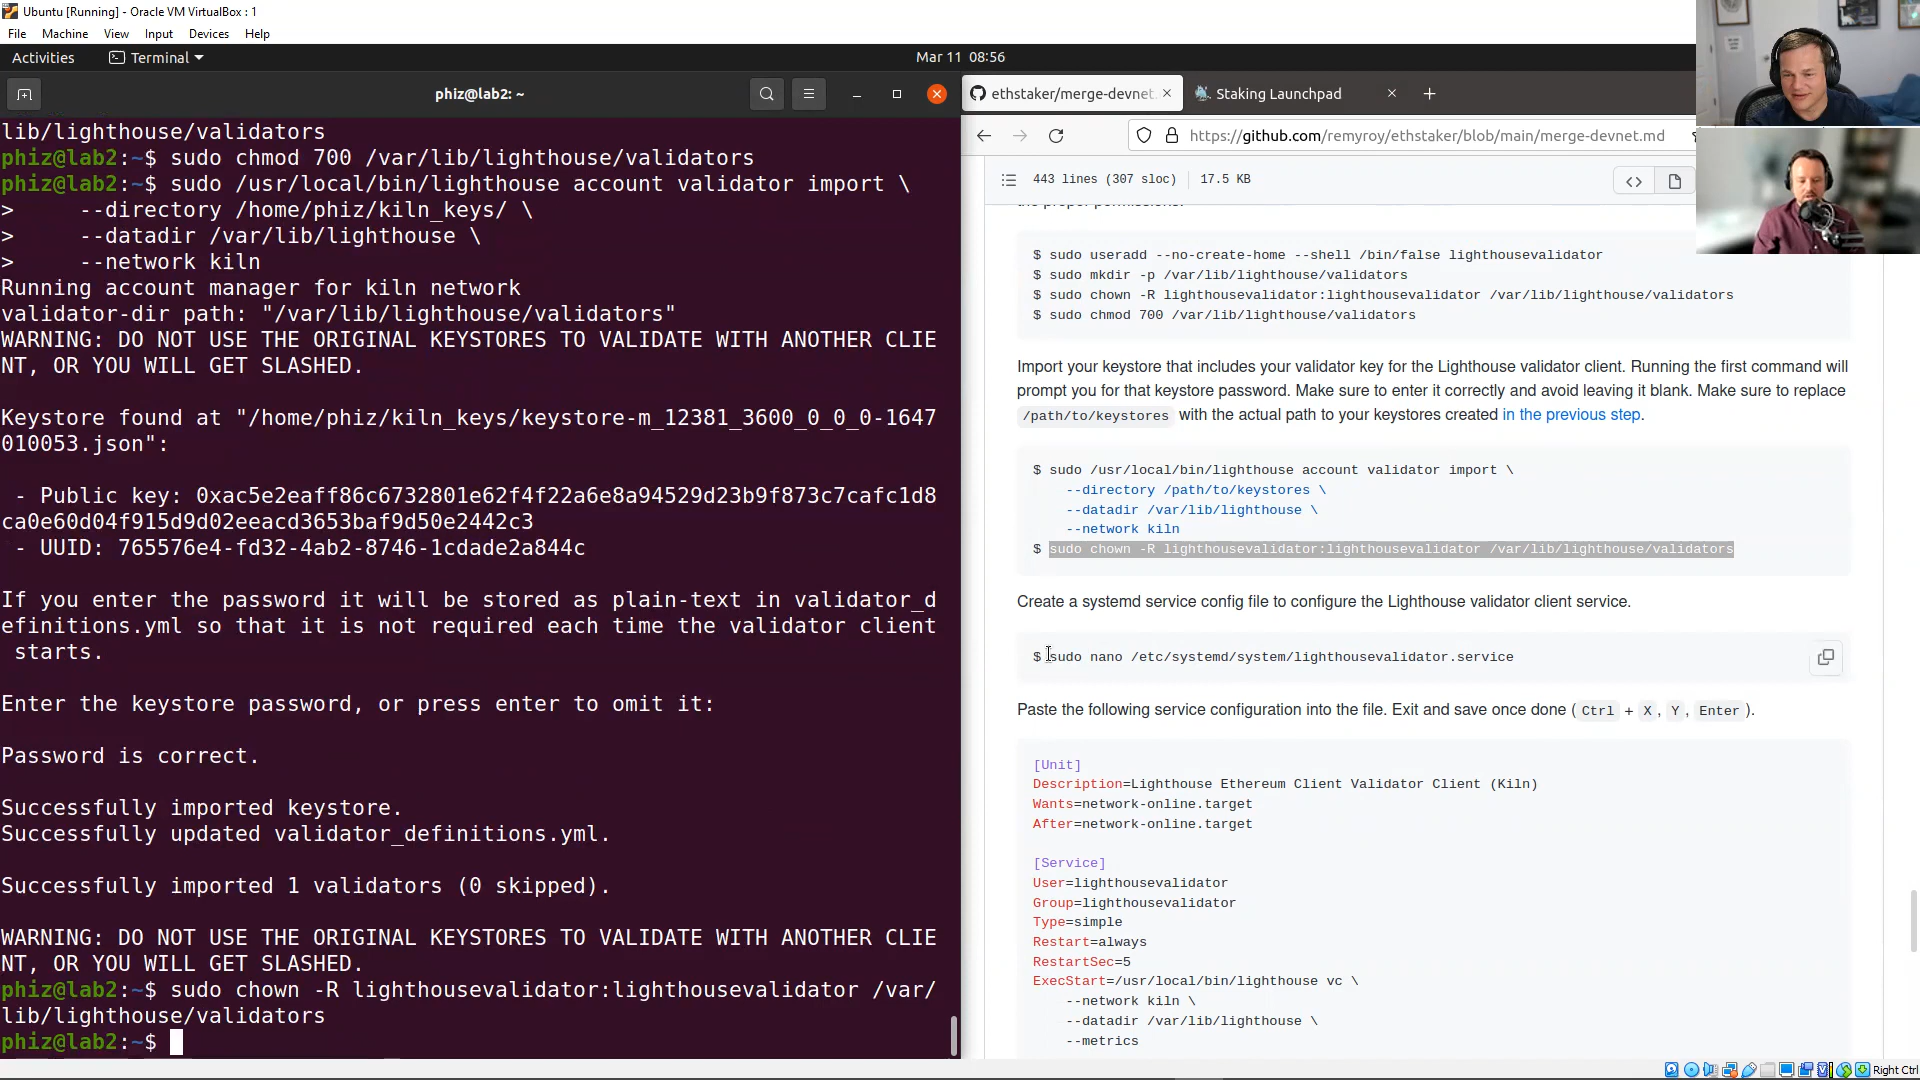 Ubuntu [Running] - Oracle VM VirtualBox : 1
File Machine View Input Devices Help
Activities Terminal Mar 11 08:56
phiz@lab2: ~
lib/lighthouse/validators
phiz@lab2:~$ sudo chmod 700 /var/lib/lighthouse/validators
phiz@lab2:~$ sudo /usr/local/bin/lighthouse account validator import \
> --directory /home/phiz/kiln_keys/ \
> --datadir /var/lib/lighthouse \
> --network kiln
Running account manager for kiln network
validator-dir path: "/var/lib/lighthouse/validators"
WARNING: DO NOT USE THE ORIGINAL KEYSTORES TO VALIDATE WITH ANOTHER CLIE
NT, OR YOU WILL GET SLASHED.
Keystore found at "/home/phiz/kiln_keys/keystore-m_12381_3600_0_0_0-1647
010053.json":
- Public key: 0xac5e2eaff86c6732801e62f4f22a6e8a94529d23b9f873c7cafc1d8
ca0e60d04f915d9d02eeacd3653baf9d50e2442c3
- UUID: 765576e4-fd32-4ab2-8746-1cdade2a844c
If you enter the password it will be stored as plain-text in validator_d
efinitions.yml so that it is not required each time the validator client
starts.
Enter the keystore password, or press enter to omit it:
Password is correct.
Successfully imported keystore.
Successfully updated validator_definitions.yml.
Successfully imported 1 validators (0 skipped).
WARNING: DO NOT USE THE ORIGINAL KEYSTORES TO VALIDATE WITH ANOTHER CLIE
NT, OR YOU WILL GET SLASHED.
phiz@lab2:~$ sudo chown -R lighthousevalidator:lighthousevalidator /var/
lib/lighthouse/validators
phiz@lab2:~$
ethstaker/merge-devnet. Staking Launchpad
https://github.com/remyroy/ethstaker/blob/main/merge-devnet.md
443 lines (307 sloc) 17.5 KB
the proper permissions.
$ sudo useradd --no-create-home --shell /bin/false lighthousevalidator
$ sudo mkdir -p /var/lib/lighthouse/validators
$ sudo chown -R lighthousevalidator:lighthousevalidator /var/lib/lighthouse/validators
$ sudo chmod 700 /var/lib/lighthouse/validators
Import your keystore that includes your validator key for the Lighthouse validator client. Running the first command will
prompt you for that keystore password. Make sure to enter it correctly and avoid leaving it blank. Make sure to replace
/path/to/keystores with the actual path to your keystores created in the previous step.
$ sudo /usr/local/bin/lighthouse account validator import \
--directory /path/to/keystores \
--datadir /var/lib/lighthouse \
--network kiln
$ sudo chown -R lighthousevalidator:lighthousevalidator /var/lib/lighthouse/validators
Create a systemd service config file to configure the Lighthouse validator client service.
$ sudo nano /etc/systemd/system/lighthousevalidator.service
Paste the following service configuration into the file. Exit and save once done ( Ctrl + X , Y , Enter ).
[Unit]
Description=Lighthouse Ethereum Client Validator Client (Kiln)
Wants=network-online.target
After=network-online.target
[Service]
User=lighthousevalidator
Group=lighthousevalidator
Type=simple
Restart=always
RestartSec=5
ExecStart=/usr/local/bin/lighthouse vc \
--network kiln \
--datadir /var/lib/lighthouse \
--metrics
Right Ctrl